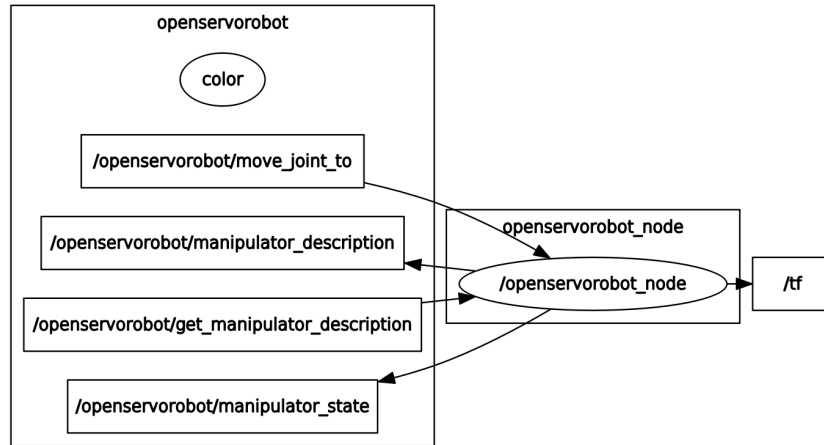 openservorobot
color
/openservorobot/move_joint_to
/openservorobot/manipulator_description
/openservorobot/get_manipulator_description
/openservorobot/manipulator_state
openservorobot_node
/openservorobot_node
/tf